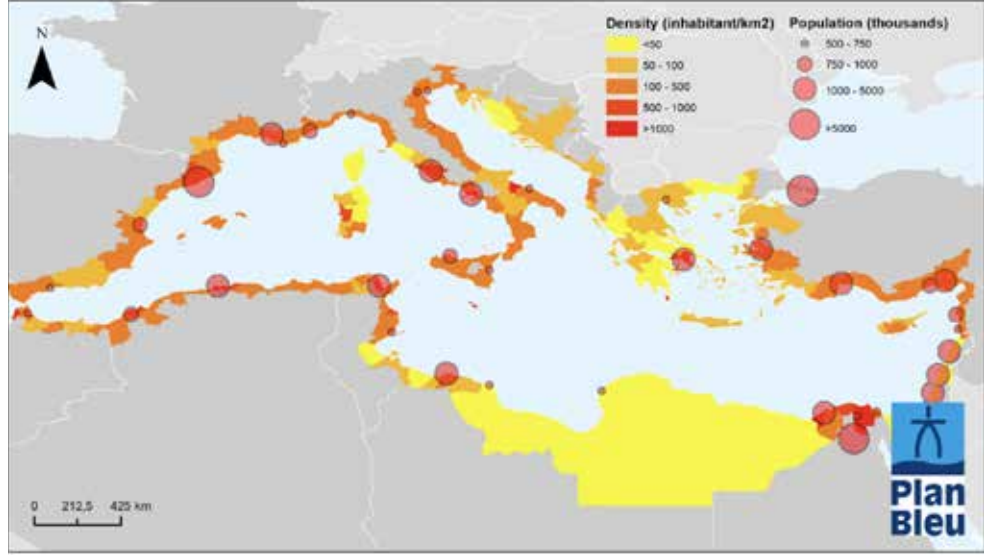 N
Density (inhabitant/km2)
<50
50 - 100
100 - 500
500 - 1000
>1000
Population (thousands)
500 - 750
750 - 1000
1000 - 5000
>5000
0 212,5 425 km
Plan
Bleu